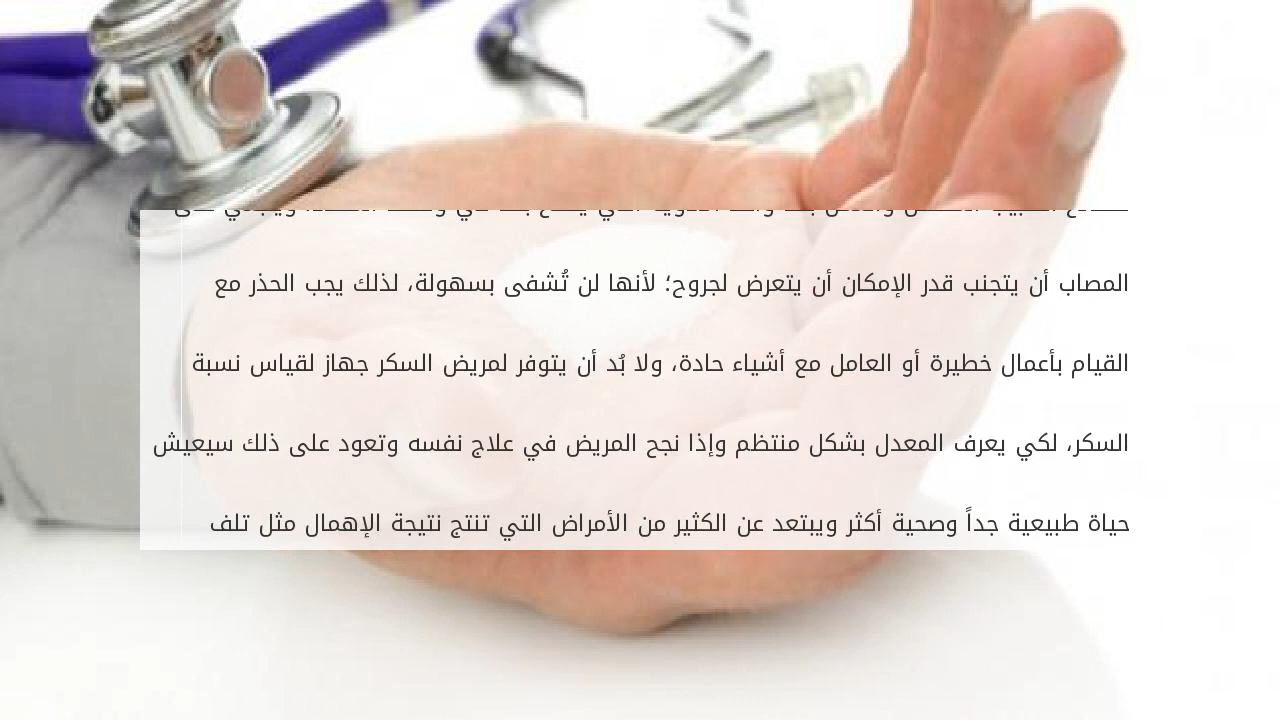 المصاب أن يتجنب قدر الإمكان أن يتعرض لجروح؛ لأنها لن تُشفى بسهولة، لذلك يجب الحذر مع
القيام بأعمال خطيرة أو العامل مع أشياء حادة، ولا بُد أن يتوفر لمريض السكر جهاز لقياس نسبة
السكر، لكي يعرف المعدل بشكل منتظم وإذا نجح المريض في علاج نفسه وتعود على ذلك سيعيش
حياة طبيعية جداً وصحية أكثر ويبتعد عن الكثير من الأمراض التي تنتج نتيجة الإهمال مثل تلف